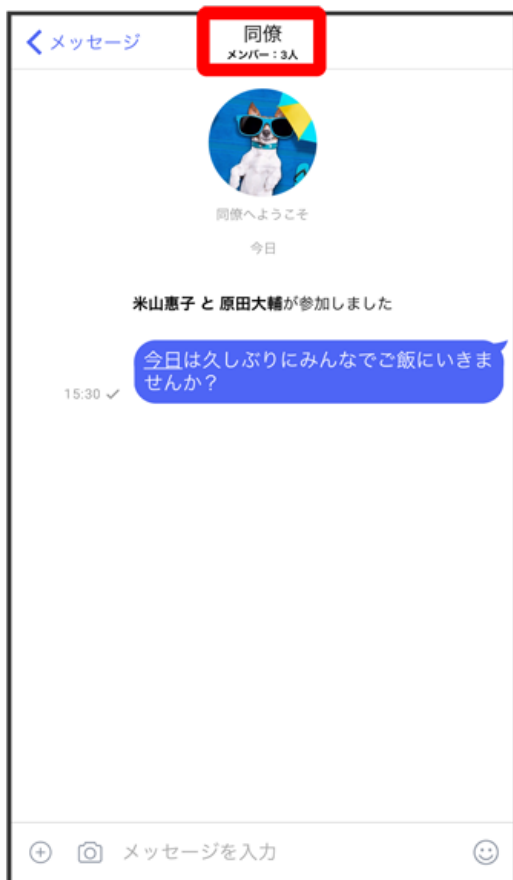 メッセージ
同僚
メンバー：3人
同僚へようこそ
今日
米山惠子 と 原田大輔が参加しました
今日は久しぶりにみんなでご飯にいきま
せんか？
15:30
メッセージを入力